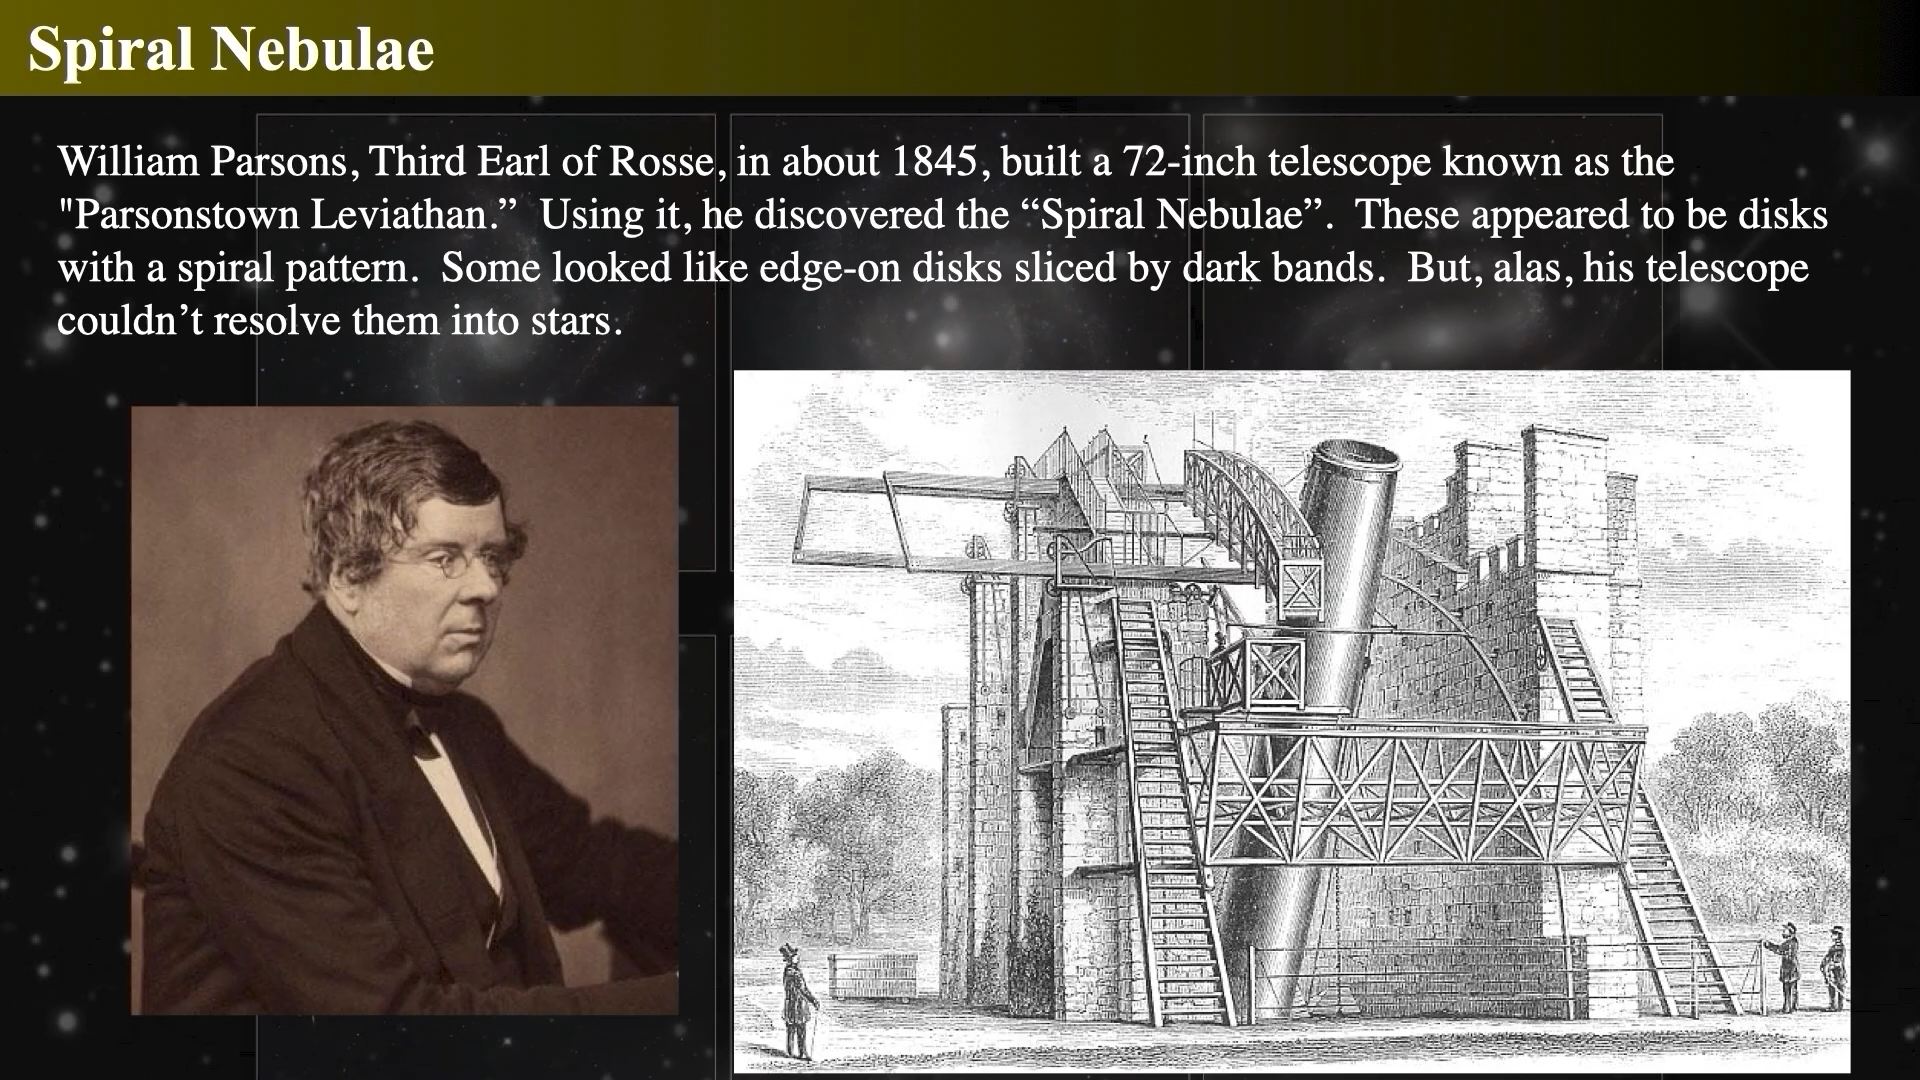 Spiral Nebulae
William Parsons, Third Earl of Rosse, in about 1845, built a 72-inch telescope known as the
"Parsonstown Leviathan.”  Using it, he discovered the “Spiral Nebulae”.  These appeared to be disks
with a spiral pattern.  Some looked like edge-on disks sliced by dark bands.  But, alas, his telescope
couldn’t resolve them into stars.